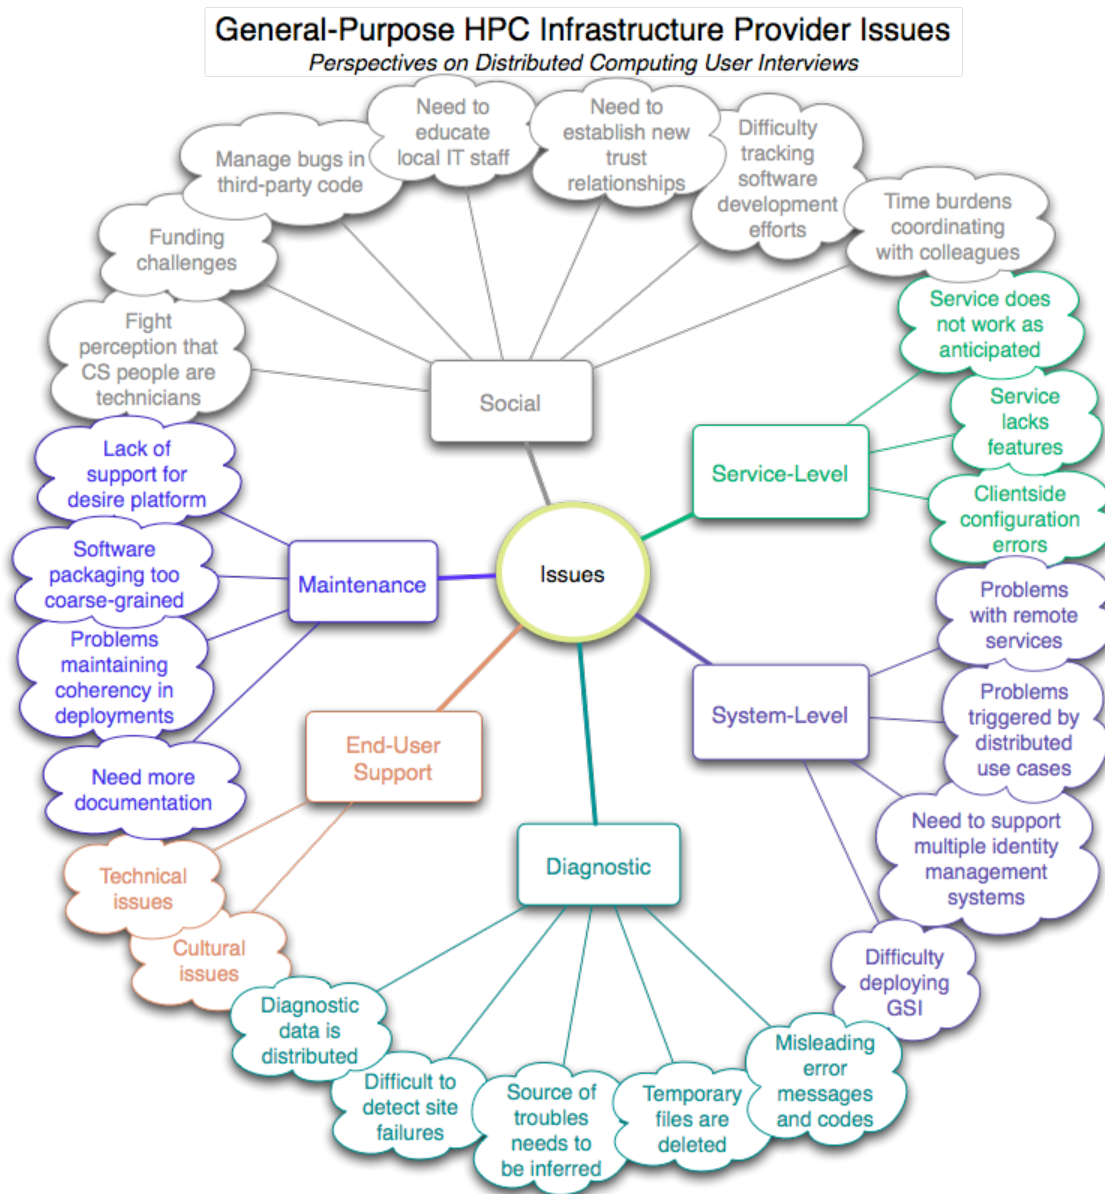 General-Purpose HPC Infrastructure Provider Issues
Perspectives on Distributed Computing User Interviews
Need to
educate
local IT staff
Need to
establish new
trust
relationships
Difficulty
tracking
software
development
efforts
Manage bugs in
third-party code
Time burdens
coordinating
with colleagues
Funding
challenges
Fight
perception that
CS people are
technicians
Social
Service does
not work as
anticipated
Service
lacks
features
Clientside
configuration
errors
Service-Level
Lack of
support for
desire platform
Software
packaging too
coarse-grained
Problems
maintaining
coherency in
deployments
Need more
documentation
Maintenance
Issues
Problems
with remote
services
Problems
triggered by
distributed
use cases
Need to support
multiple identity
management
systems
Difficulty
deploying
GSI
System-Level
End-User
Support
Technical
issues
Cultural
issues
Diagnostic
Diagnostic
data is
distributed
Difficult to
detect site
failures
Source of
troubles
needs to
be inferred
Temporary
files are
deleted
Misleading
error
messages
and codes